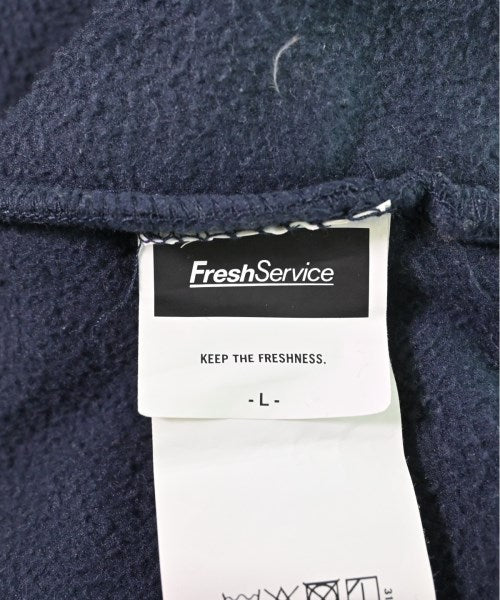 FreshService
KEEP THE FRESHNESS.
- L -